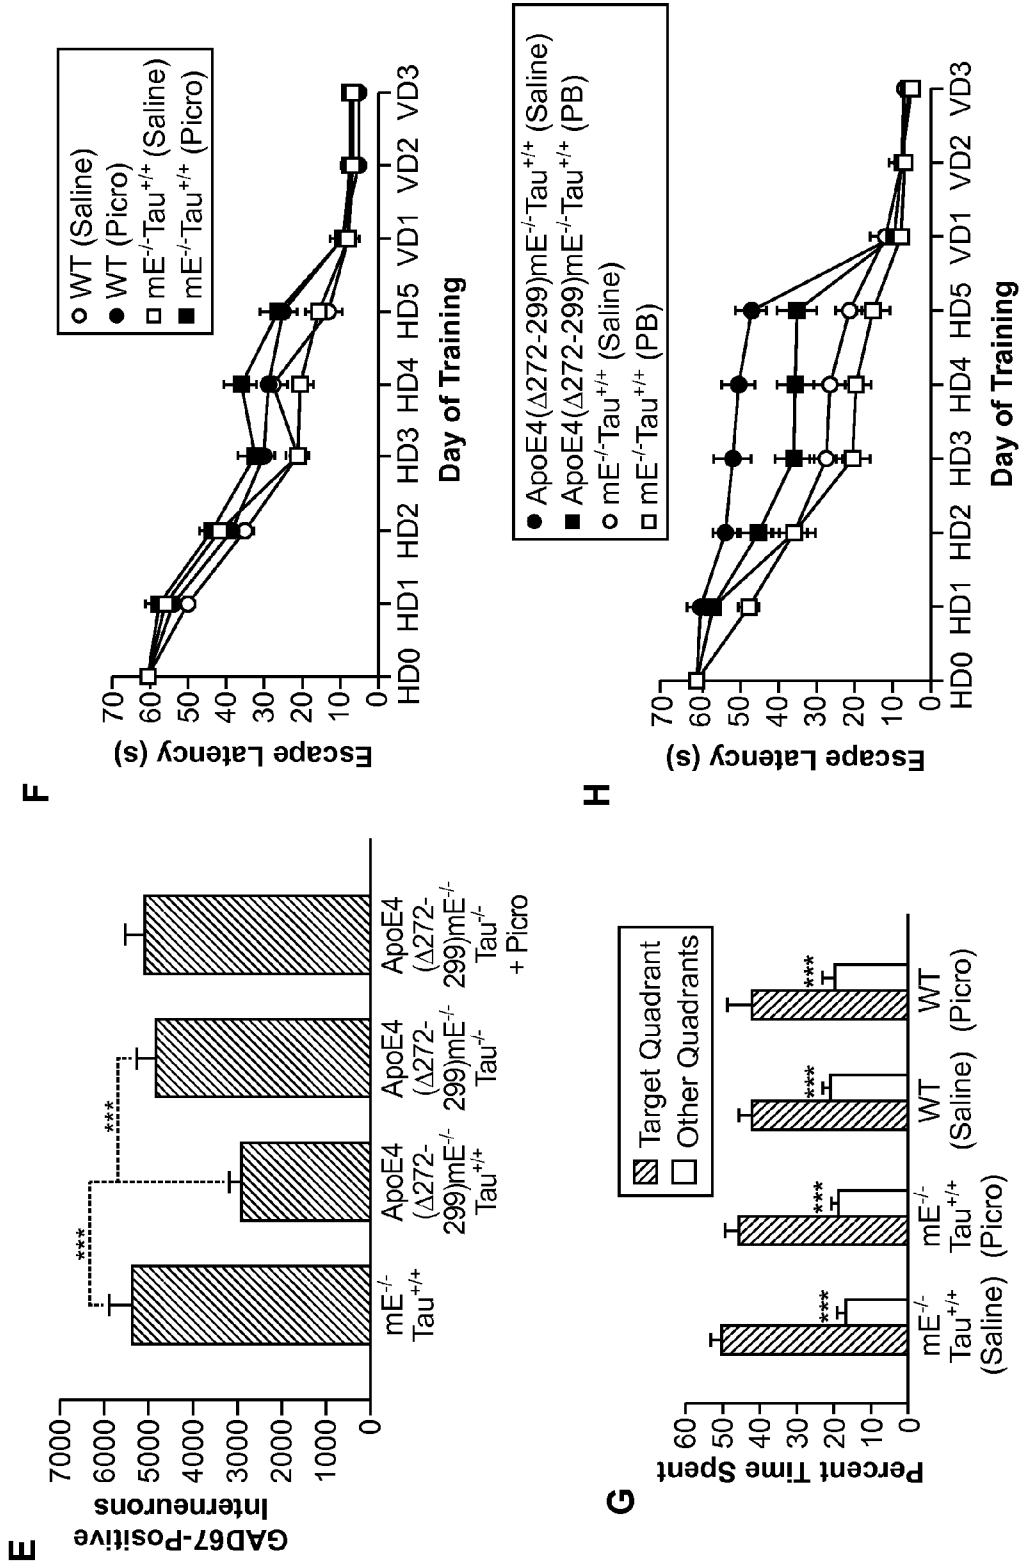 E
GAD67-Positive
Interneurons
7000
6000
5000
4000
3000
2000
1000
0
***
***
mE-/-
Tau+/+
ApoE4
(Δ272-
299)mE-/-
Tau+/+
ApoE4
(Δ272-
299)mE-/-
Tau-/-
ApoE4
(Δ272-
299)mE-/-
Tau-/-
+ Picro
F
Escape Latency (s)
70
60
50
40
30
20
10
0
HD0 HD1 HD2 HD3 HD4 HD5 VD1 VD2 VD3
Day of Training
WT (Saline)
WT (Picro)
mE-/-Tau+/+ (Saline)
mE-/-Tau+/+ (Picro)
G
Percent Time Spent
60
50
40
30
20
10
0
Target Quadrant
Other Quadrants
***
***
***
***
mE-/-
Tau+/+
(Saline)
mE-/-
Tau+/+
(Picro)
WT
(Saline)
WT
(Picro)
H
Escape Latency (s)
70
60
50
40
30
20
10
0
HD0 HD1 HD2 HD3 HD4 HD5 VD1 VD2 VD3
Day of Training
ApoE4(Δ272-299)mE-/-Tau+/+ (Saline)
ApoE4(Δ272-299)mE-/-Tau+/+ (PB)
mE-/-Tau+/+ (Saline)
mE-/-Tau+/+ (PB)